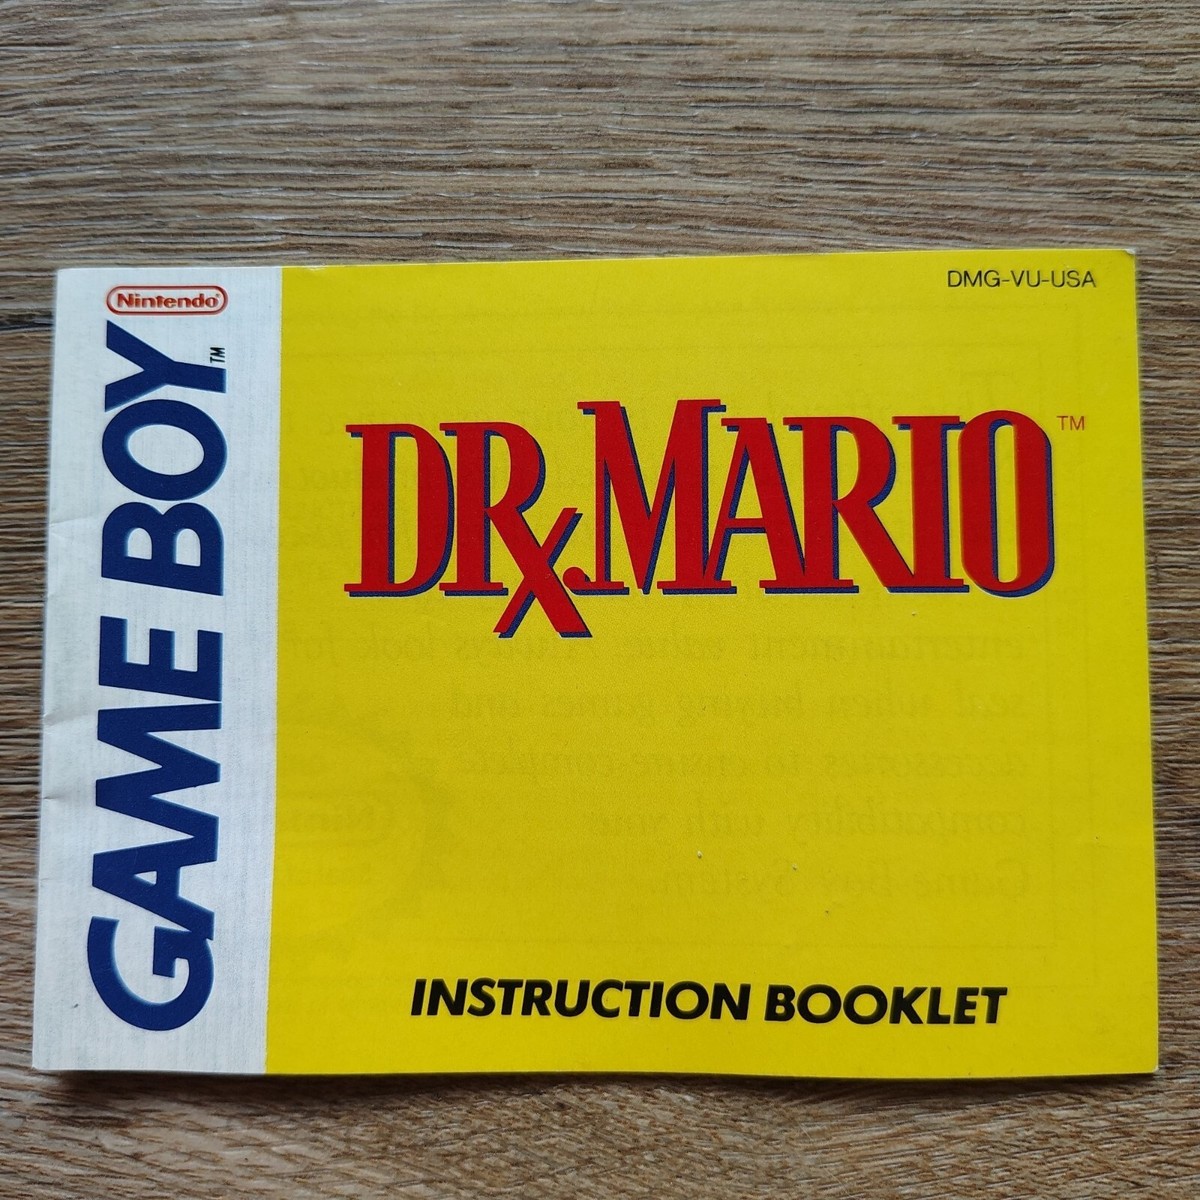 Nintendo®
GAME BOY™
DMG-VU-USA
DR. MARIO™
INSTRUCTION BOOKLET